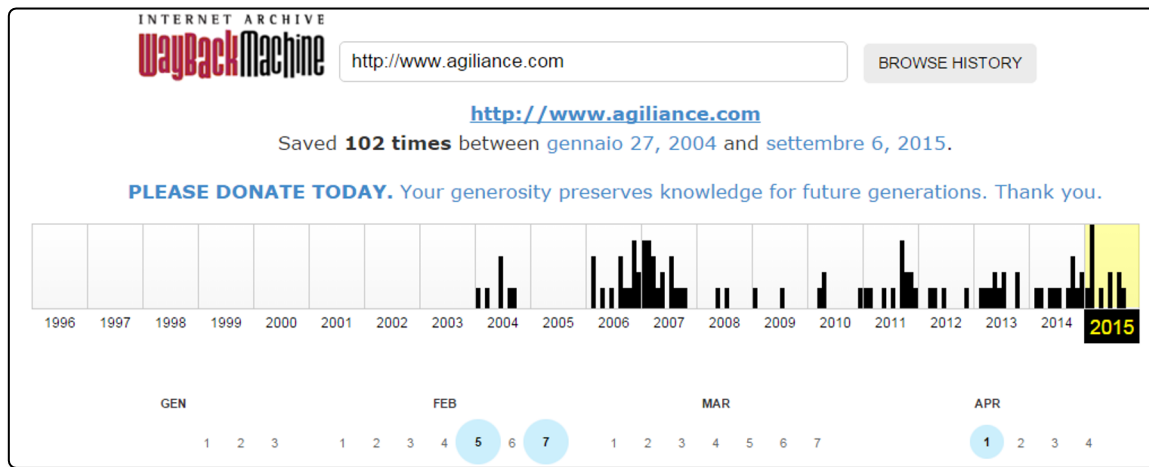 INTERNET ARCHIVE
WayBackMachine
http://www.agiliance.com
BROWSE HISTORY
http://www.agiliance.com
Saved 102 times between gennaio 27, 2004 and settembre 6, 2015.
PLEASE DONATE TODAY. Your generosity preserves knowledge for future generations. Thank you.
1996 1997 1998 1999 2000 2001 2002 2003 2004 2005 2006 2007 2008 2009 2010 2011 2012 2013 2014 2015
GEN FEB MAR APR
1 2 3 1 2 3 4 5 6 7 1 2 3 4 5 6 7 1 2 3 4